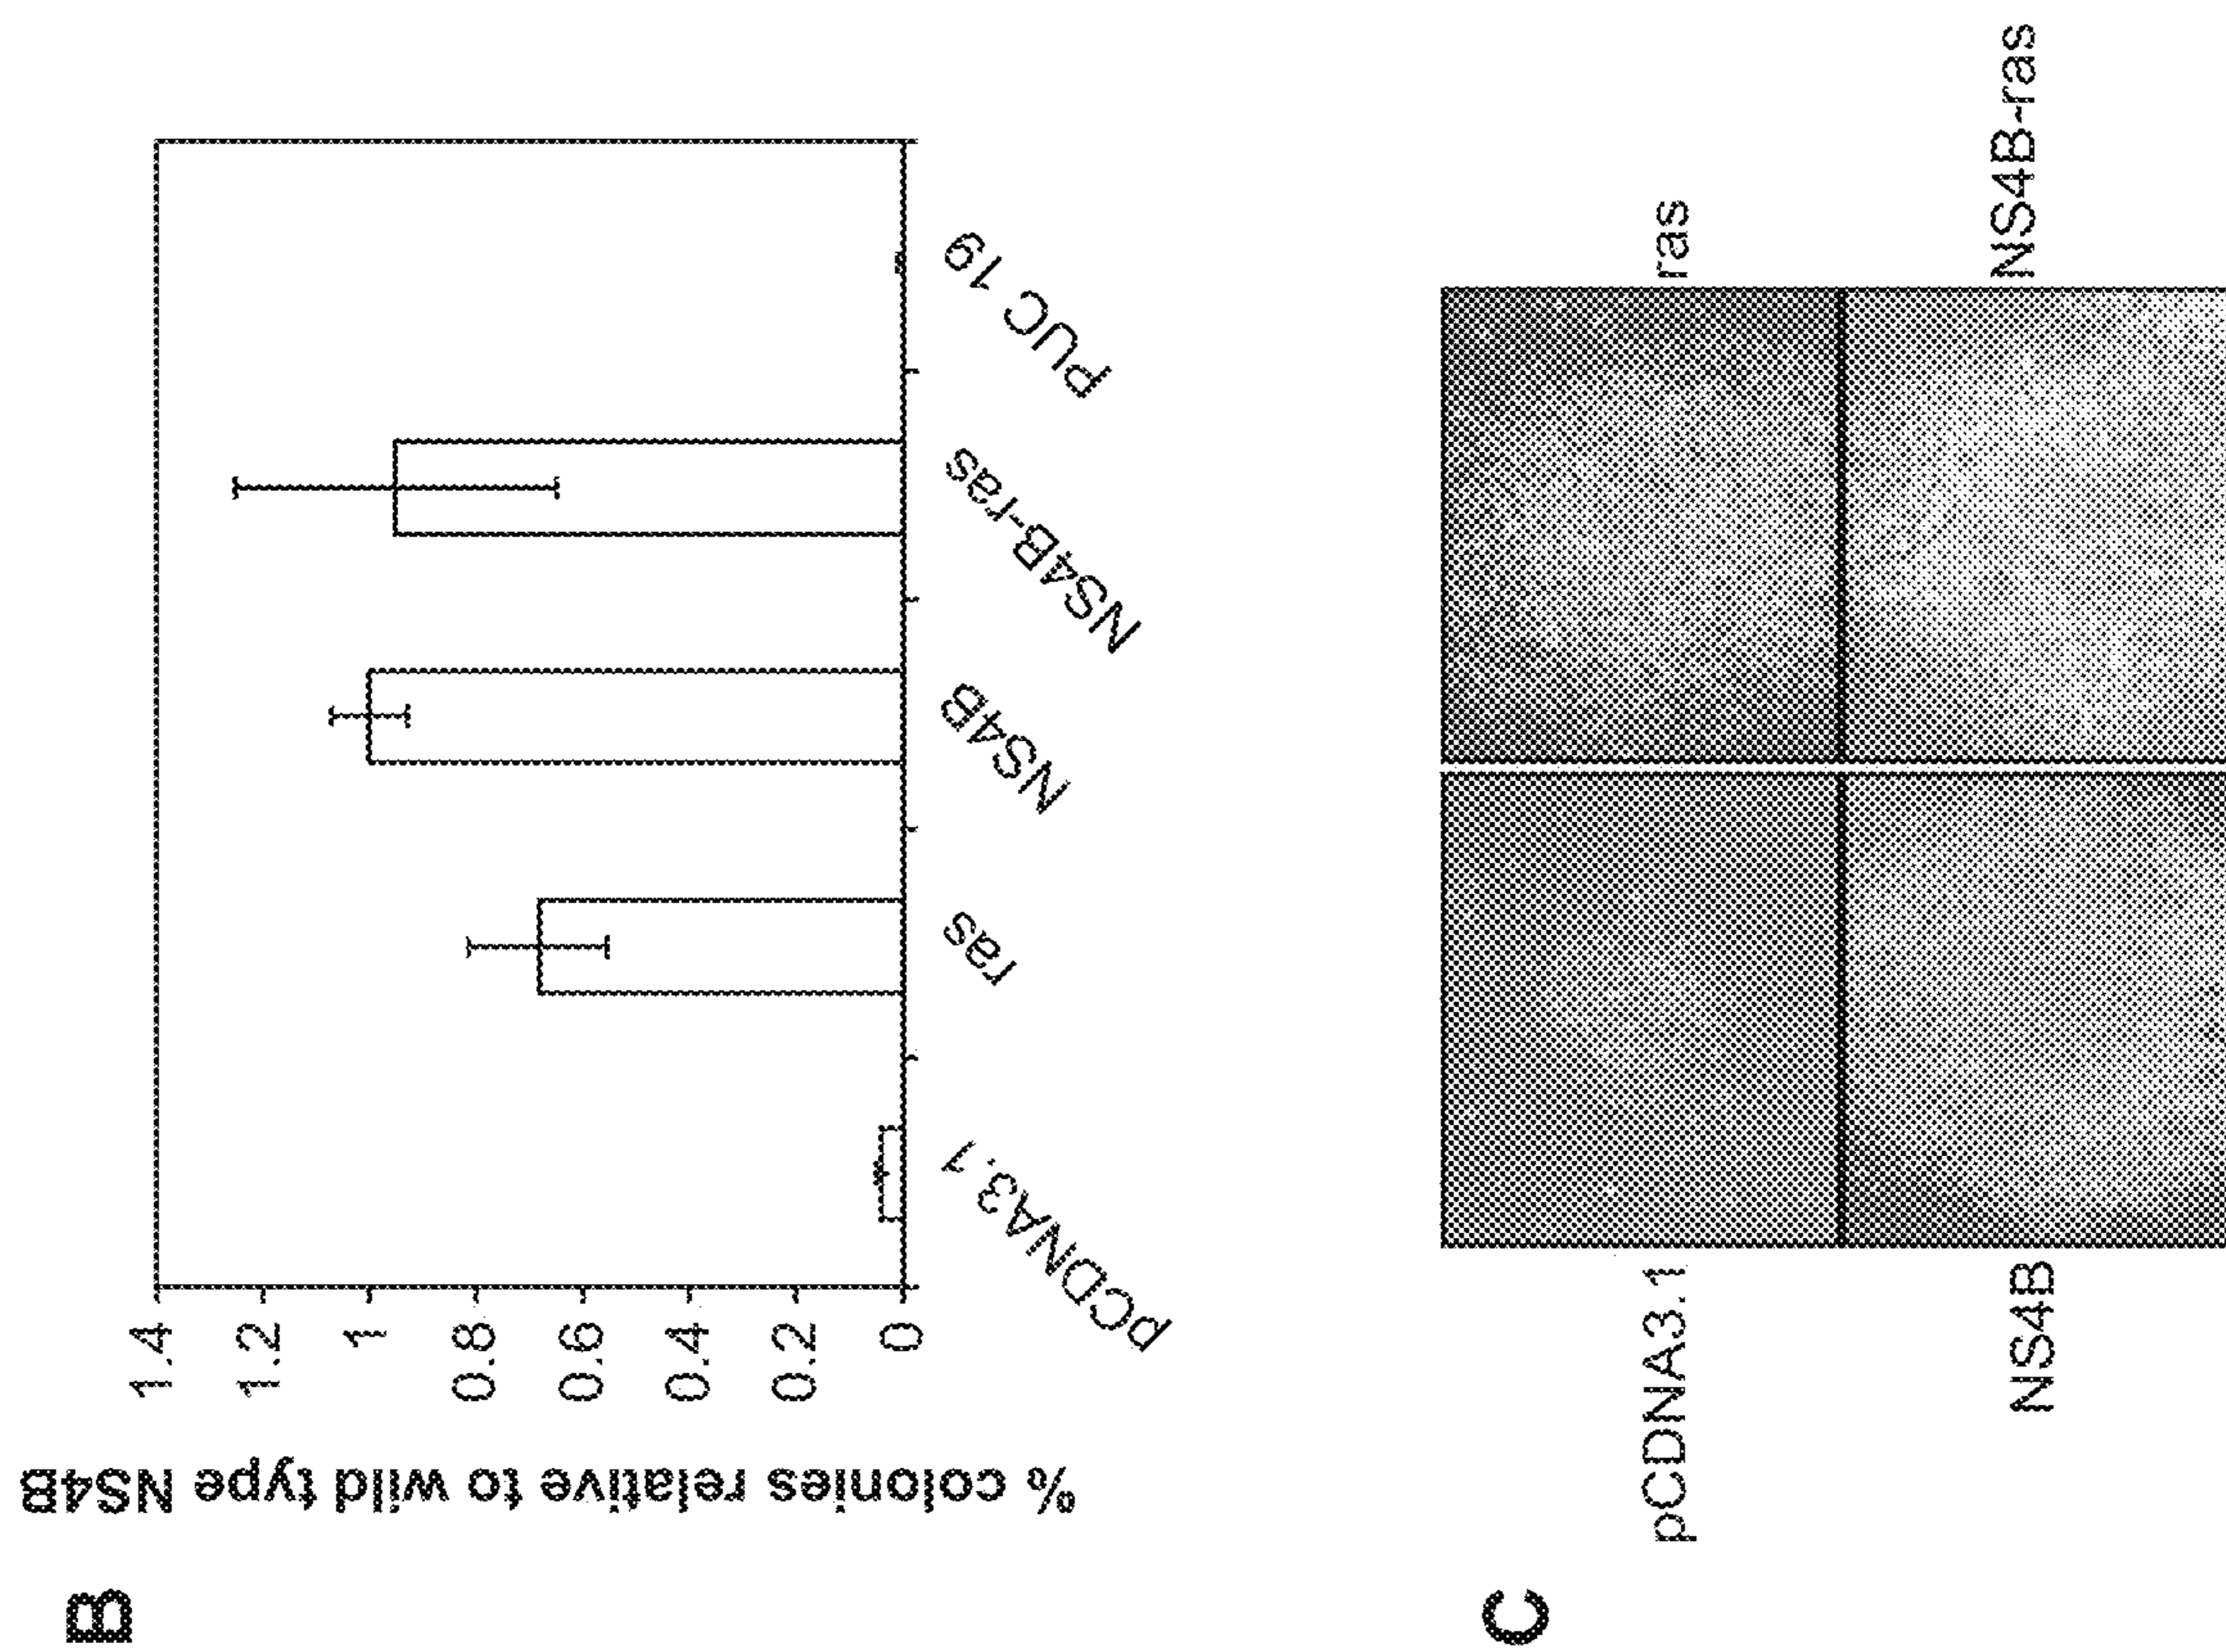 B
% colonies relative to wild type NS4B
1.4
1.2
1
0.8
0.6
0.4
0.2
0
pCDNA3.1
ras
NS4B
NS4B-ras
PUC 19
C
pCDNA3.1
ras
NS4B
NS4B-ras